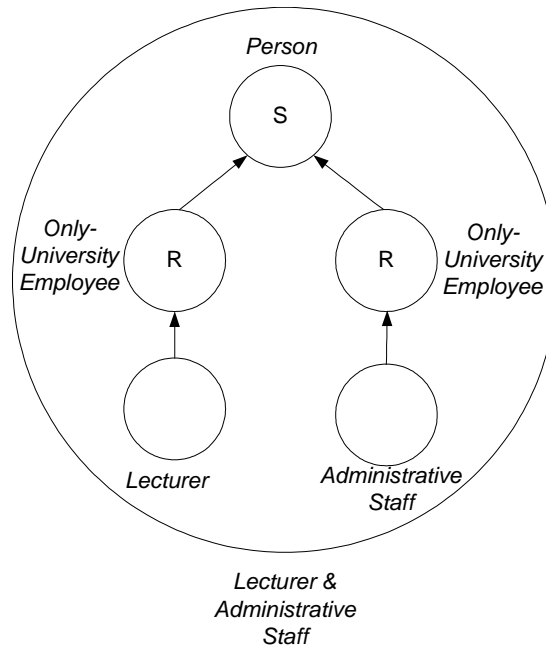 Person
S
Only-
University
Employee
R
R
Only-
University
Employee
Lecturer
Administrative
Staff
Lecturer &
Administrative
Staff